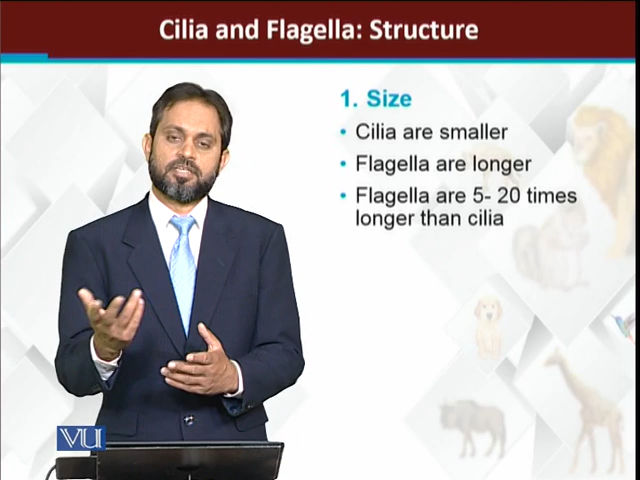 Cilia and Flagella: Structure
1. Size
• Cilia are smaller
• Flagella are longer
• Flagella are 5- 20 times
longer than cilia
VU